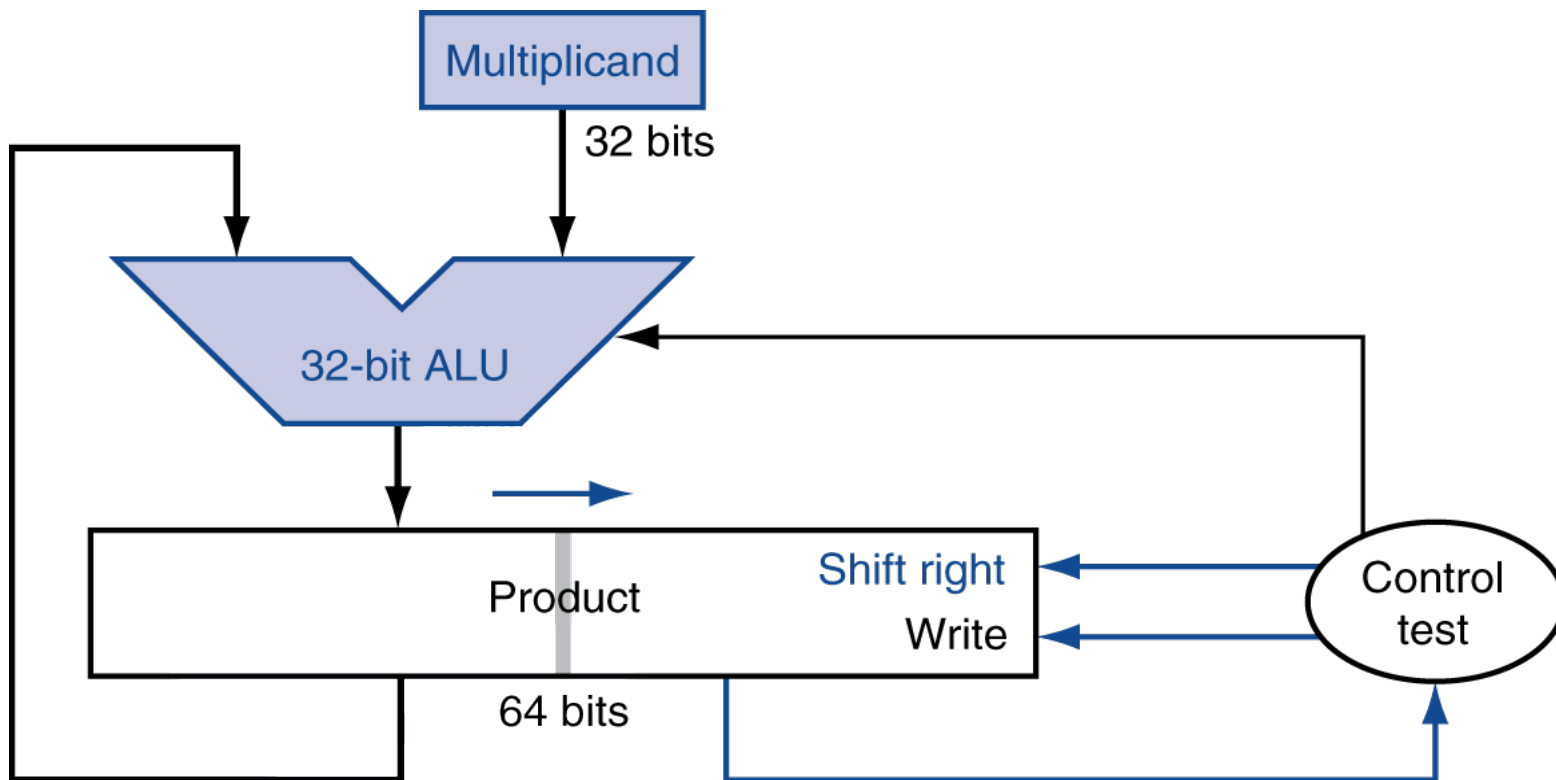 Multiplicand
32 bits
32-bit ALU
Shift right
Product
Write
Control
test
64 bits